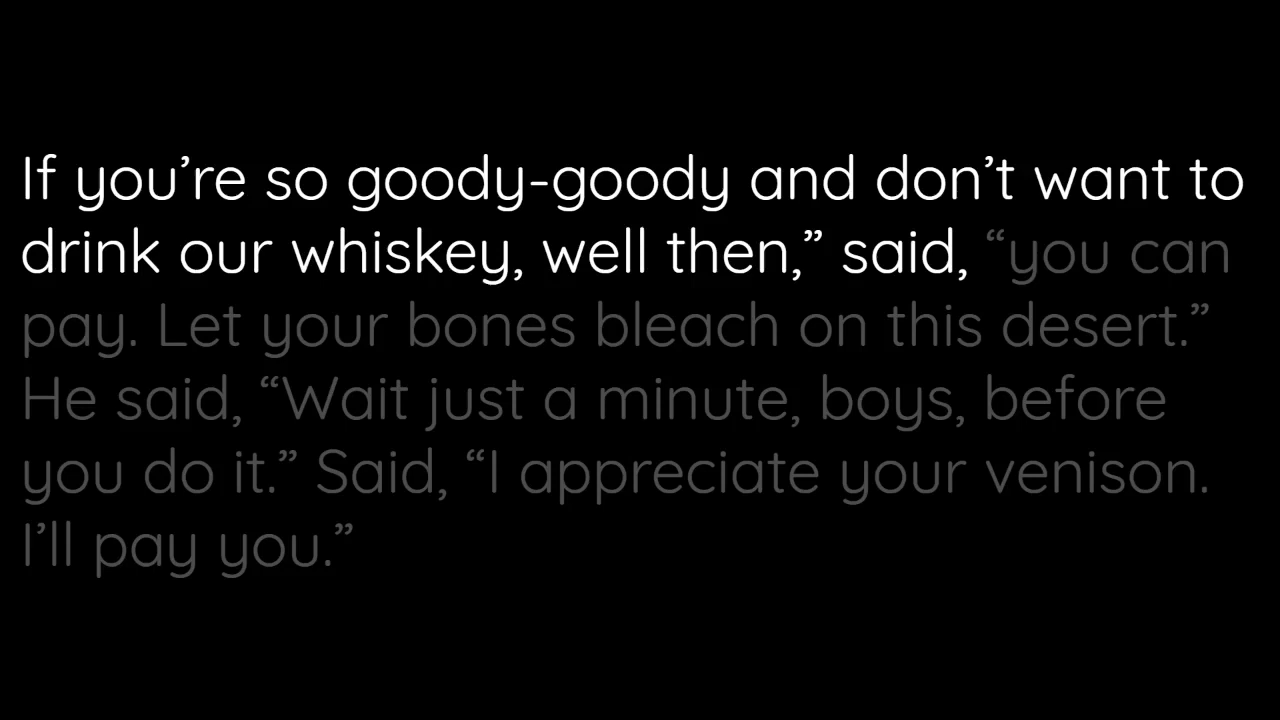 If you’re so goody-goody and don’t want to
drink our whiskey, well then,” said, “you can
pay. Let your bones bleach on this desert.”
He said, “Wait just a minute, boys, before
you do it.” Said, “I appreciate your venison.
I’ll pay you.”